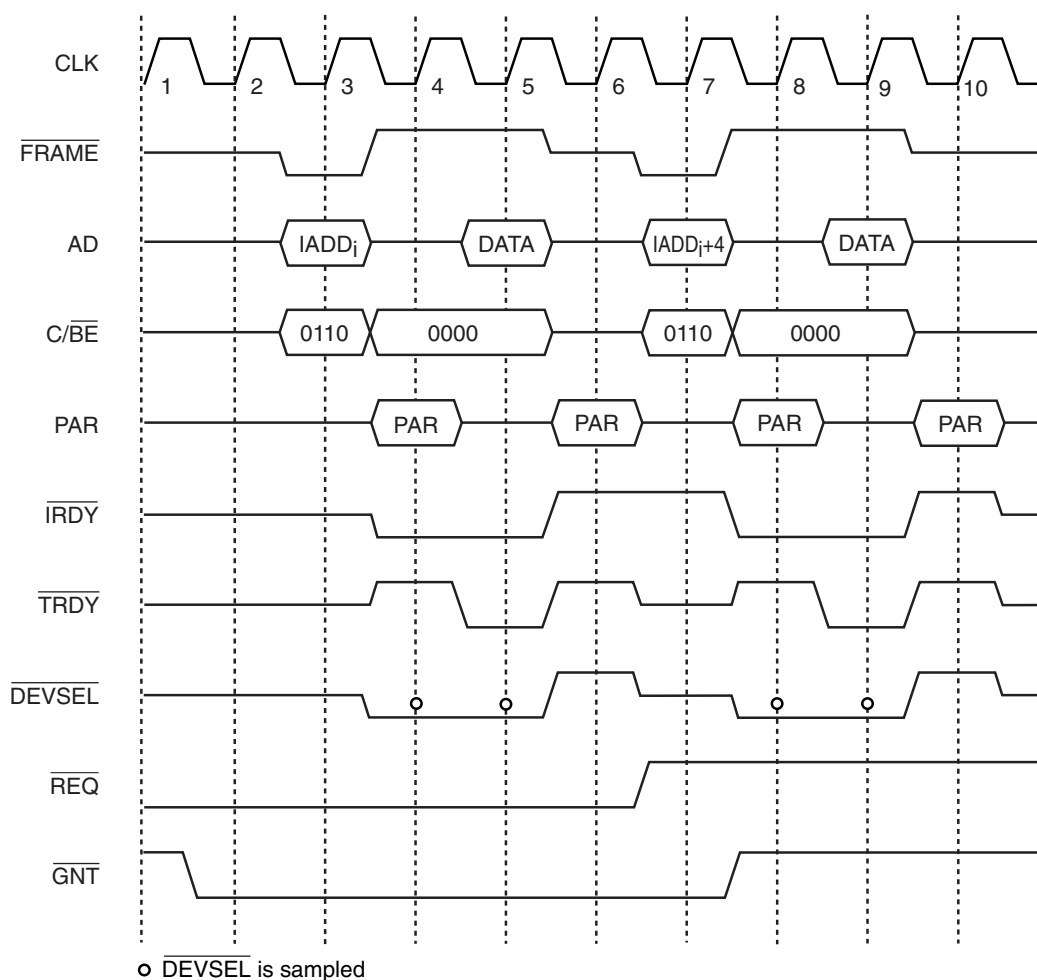 CLK
1 2 3 4 5 6 7 8 9 10
FRAME
AD
IADDi DATA IADDi+4 DATA
C/BE
0110 0000 0110 0000
PAR
PAR PAR PAR PAR
IRDY
TRDY
DEVSEL
REQ
GNT
DEVSEL is sampled